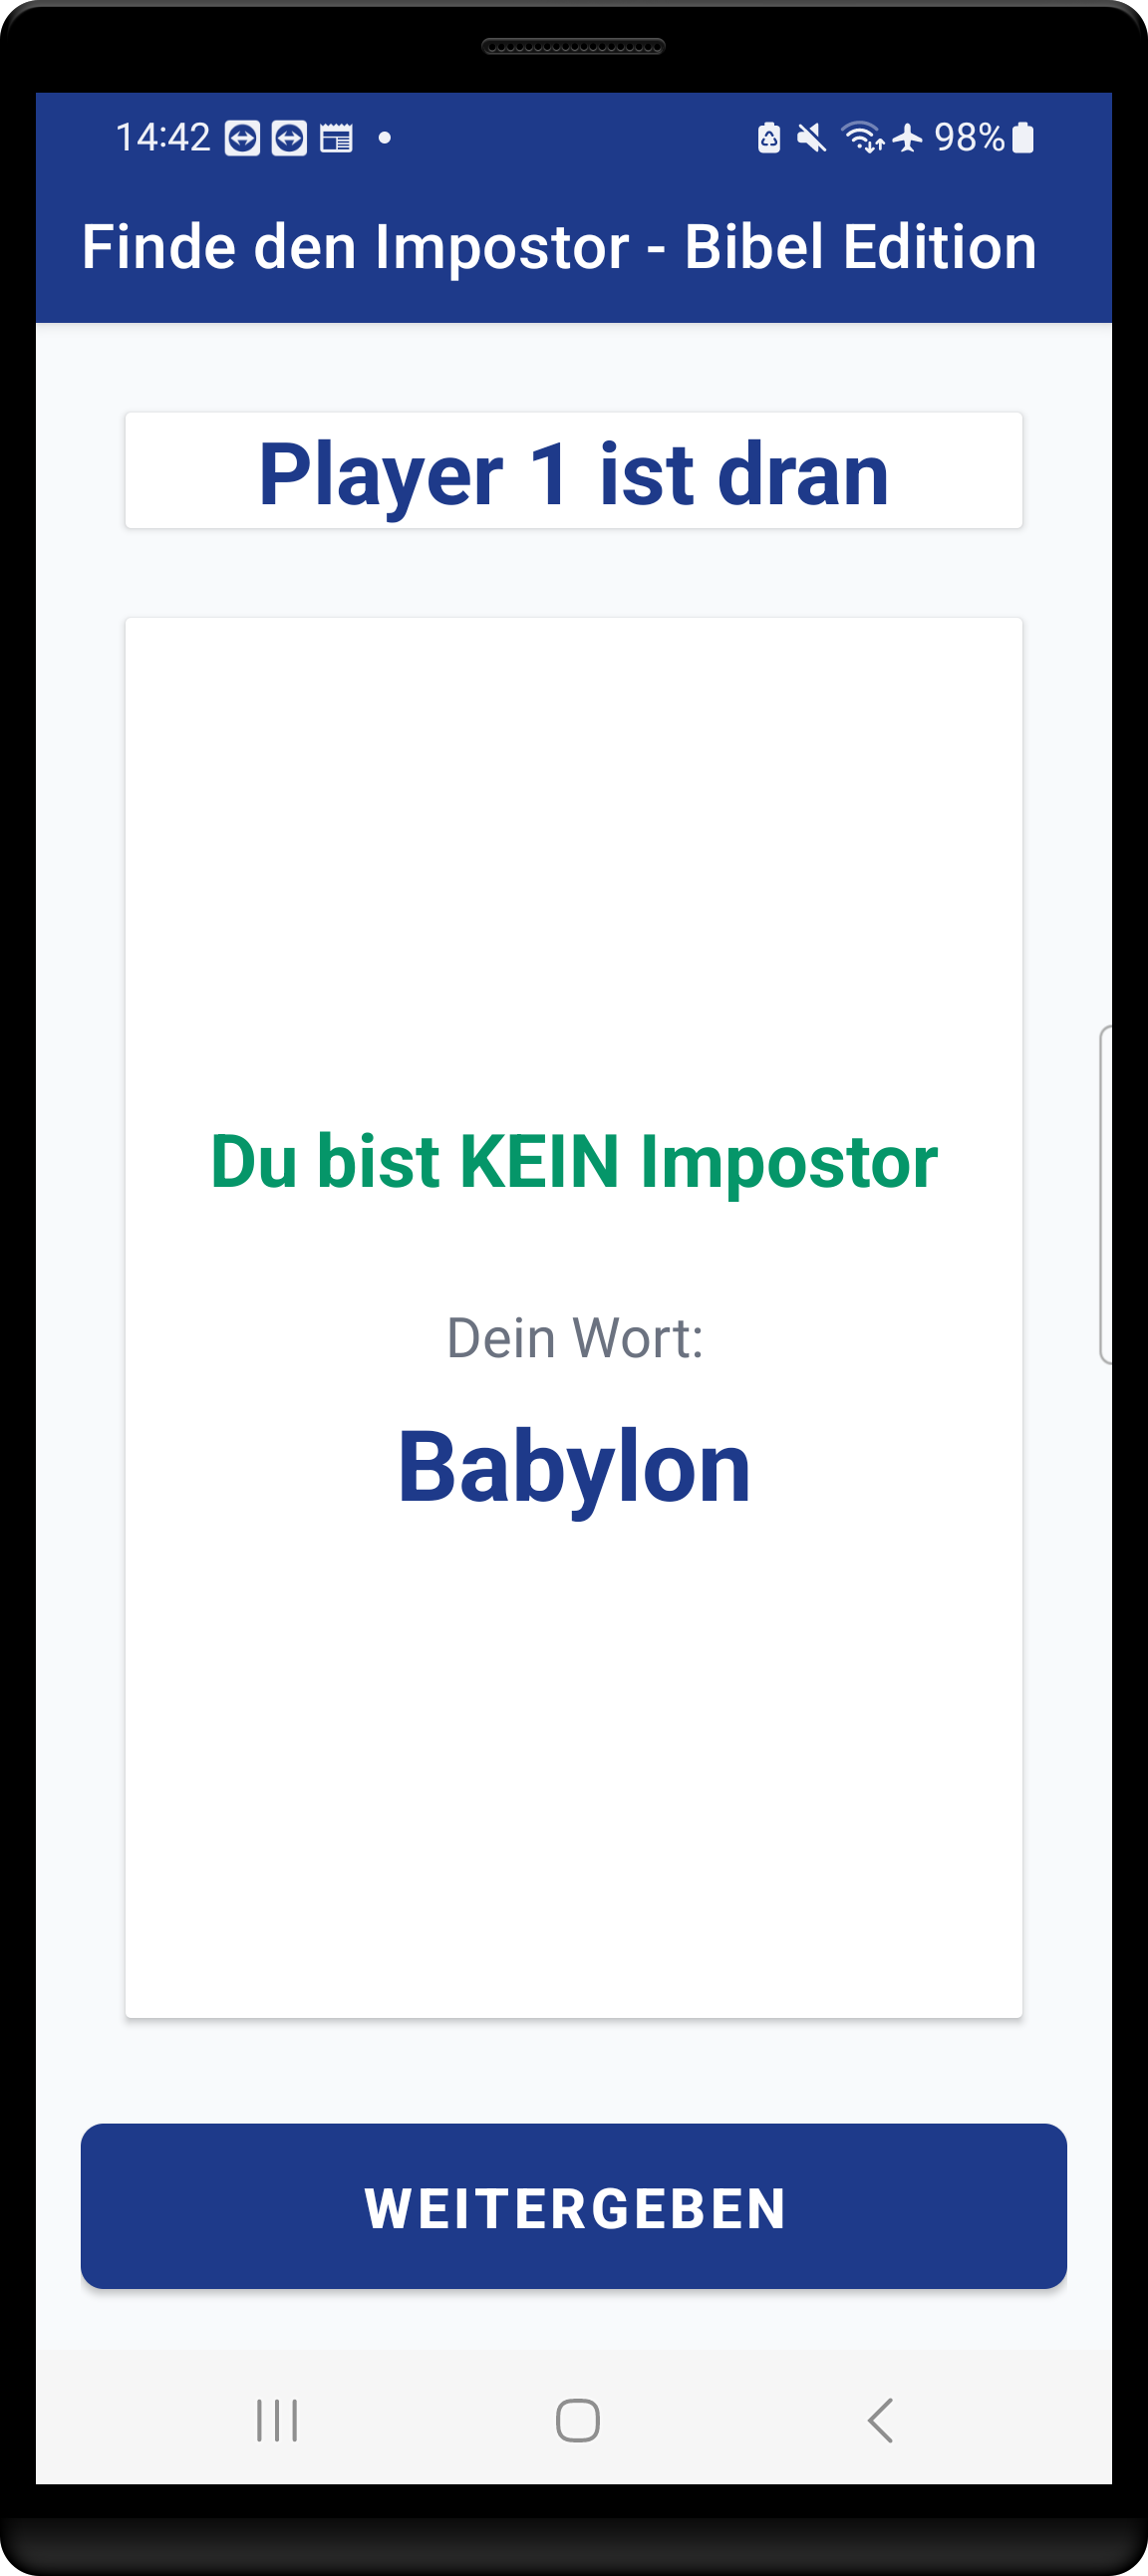 14:42 98%
Finde den Impostor - Bibel Edition
Player 1 ist dran
Du bist KEIN Impostor
Dein Wort:
Babylon
WEITERGEBEN